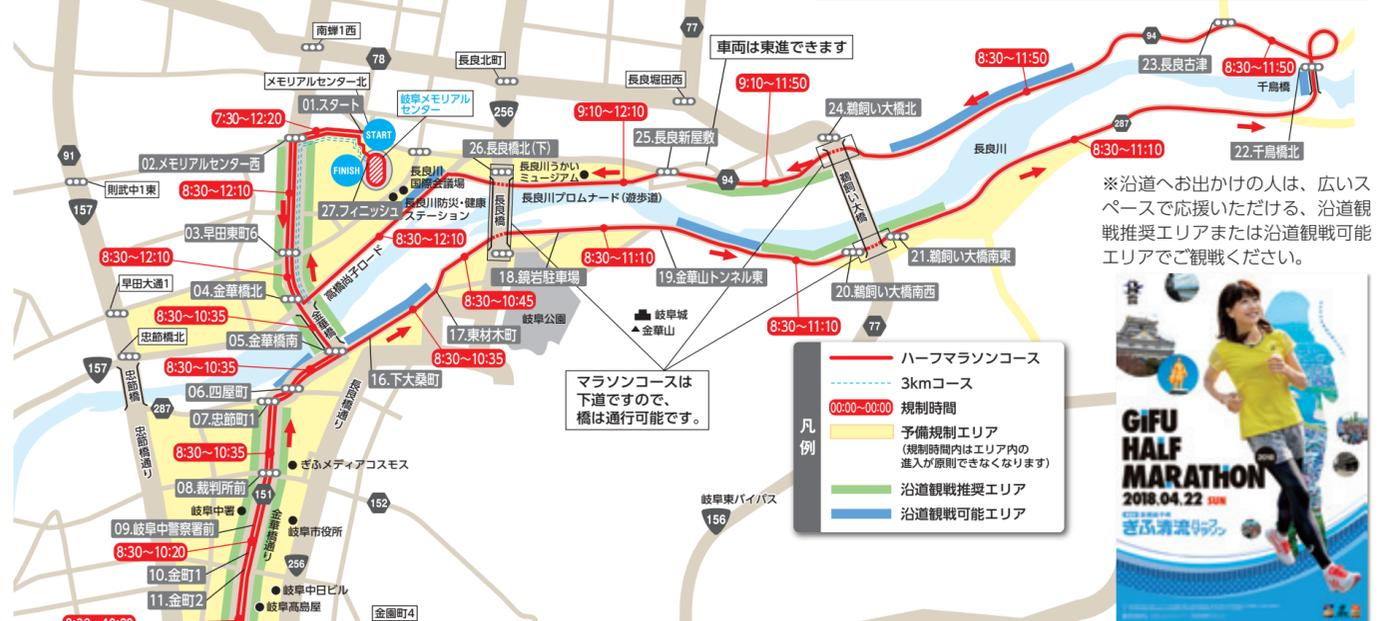 南蝉1西
78
77
車両は東進できます
長良北町
メモリアルセンター北
長良堀田西
94
8:30～11:50
23.長良古津
8:30～11:50
01.スタート
岐阜メモリアル
センター
9:10～11:50
256
9:10～12:10
24.鵜飼い大橋北
千鳥橋
7:30～12:20
START
25.長良新屋敷
287
91
26.長良橋北(下)
長良川
8:30～11:10
22.千鳥橋北
02.メモリアルセンター西
FINISH
長良川
国際会議場
長良川うかい
ミュージアム
94
則武中1東
8:30～12:10
長良川防災・健康
ステーション
長良川プロムナード(遊歩道)
鵜飼い大橋
157
27.フィニッシュ
長良橋
03.早田東町6
8:30～12:10
8:30～12:10
高橋尚子ロード
8:30～11:10
18.鏡岩駐車場
19.金華山トンネル東
21.鵜飼い大橋南東
20.鵜飼い大橋南西
早田大通1
04.金華橋北
8:30～10:45
8:30～10:35
金華橋
岐阜公園
岐阜城
金華山
8:30～11:10
77
忠節橋北
05.金華橋南
17.東材木町
8:30～10:35
157
8:30～10:35
16.下大桑町
忠節橋
06.四屋町
287
07.忠節町1
長良橋通り
忠節橋通り
マラソンコースは
下道ですので、
橋は通行可能です。
8:30～10:35
ぎふメディアコスモス
08.裁判所前
151
152
岐阜中署
岐阜東バイパス
156
09.岐阜中警察署前
金華橋通り
岐阜市役所
8:30～10:20
256
10.金町1
11.金町2
岐阜中日ビル
岐阜高島屋
金園町4
凡例
ハーフマラソンコース
3kmコース
00:00～00:00
規制時間
予備規制エリア
(規制時間内はエリア内の
進入が原則できなくなります)
沿道観戦推奨エリア
沿道観戦可能エリア
※沿道へお出かけの人は、広いス
ペースで応援いただける、沿道観
戦推奨エリアまたは沿道観戦可能
エリアでご観戦ください。
GiFU
HALF
MARATHON
2018
2018.04.22 SUN
高橋尚子杯
ぎふ清流ハーフ
マラソン